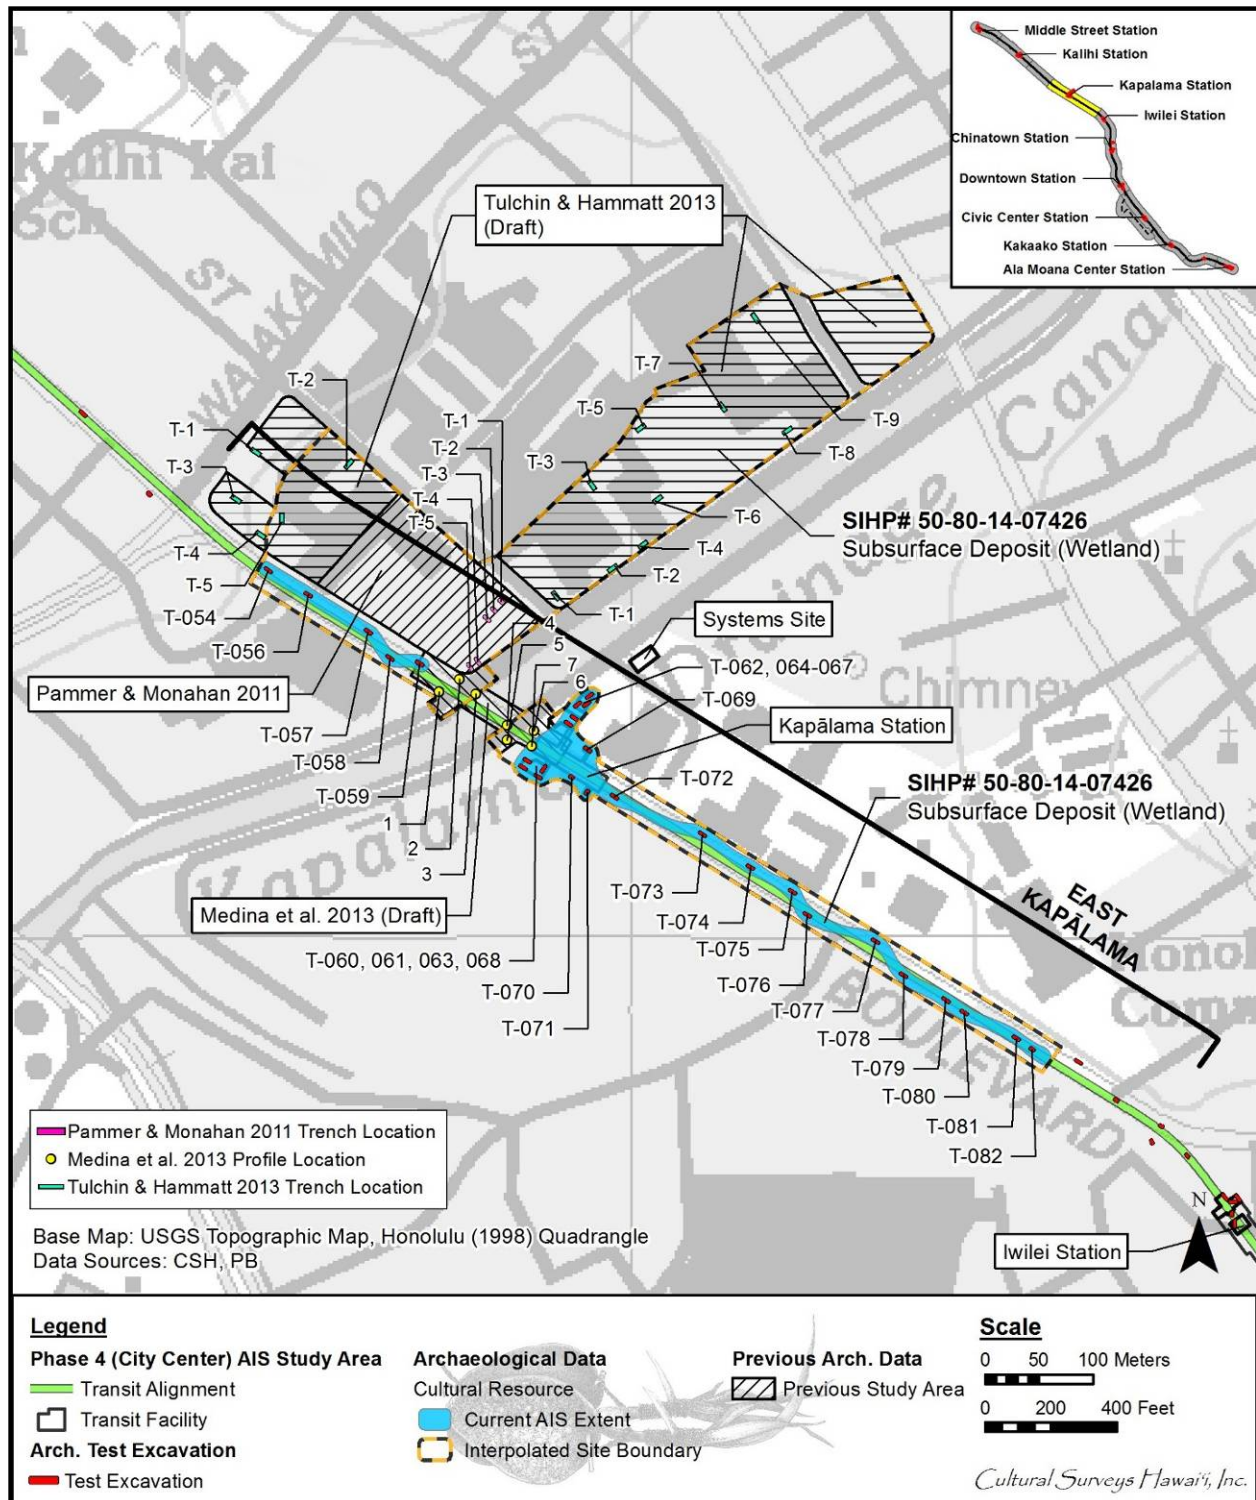 Middle Street Station
Kalihi Station
Kapalama Station
Iwilei Station
Chinatown Station
Downtown Station
Civic Center Station
Kakaako Station
Ala Moana Center Station
ST
Kalihi Kai
Sch
WAIAKAMILO
ST
Tulchin & Hammatt 2013
(Draft)
T-2
T-1
T-3
T-4
T-5
T-1
T-2
T-3
T-4
T-5
T-7
T-5
T-3
T-9
T-8
T-6
T-4
T-2
T-1
Canal
Drainage
Kapalama
SIHP# 50-80-14-07426
Subsurface Deposit (Wetland)
Systems Site
Chimney
T-062, 064-067
T-069
Kapālama Station
T-072
4
5
7
6
T-054
T-056
Pammer & Monahan 2011
T-057
T-058
T-059
1
2
3
Medina et al. 2013 (Draft)
T-060, 061, 063, 068
T-070
T-071
SIHP# 50-80-14-07426
Subsurface Deposit (Wetland)
T-073
T-074
T-075
T-076
T-077
T-078
T-079
T-080
T-081
T-082
EAST
KAPĀLAMA
BOULEVARD
Iwilei Station
N
Pammer & Monahan 2011 Trench Location
Medina et al. 2013 Profile Location
Tulchin & Hammatt 2013 Trench Location
Base Map: USGS Topographic Map, Honolulu (1998) Quadrangle
Data Sources: CSH, PB
Legend
Phase 4 (City Center) AIS Study Area
Transit Alignment
Transit Facility
Arch. Test Excavation
Test Excavation
Archaeological Data
Cultural Resource
Current AIS Extent
Interpolated Site Boundary
Previous Arch. Data
Previous Study Area
Scale
0 50 100 Meters
0 200 400 Feet
Cultural Surveys Hawai'i, Inc.